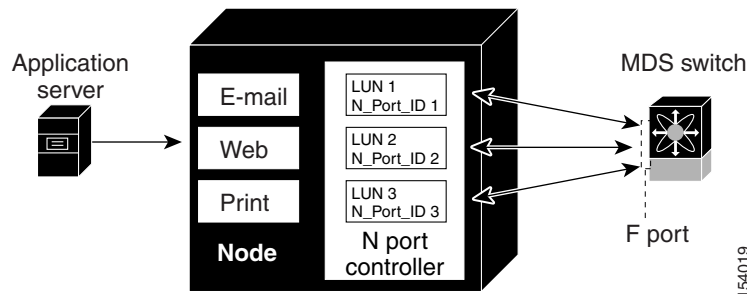 Application
server
E-mail
Web
Print
Node
LUN 1
N_Port_ID 1
LUN 2
N_Port_ID 2
LUN 3
N_Port_ID 3
N port
controller
MDS switch
F port
154019